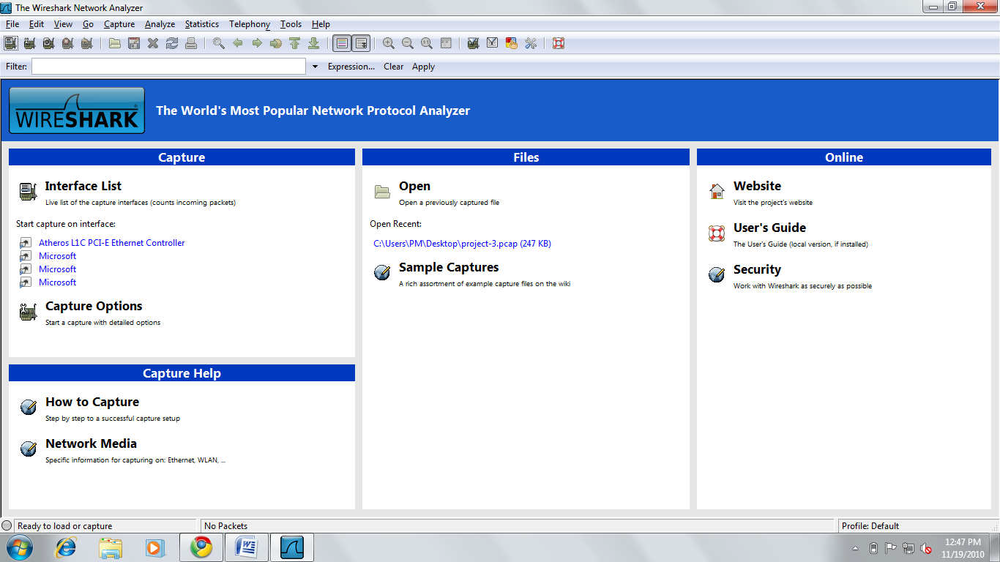 The Wireshark Network Analyzer
File Edit View Go Capture Analyze Statistics Telephony Tools Help
Filter: Expression... Clear Apply
WIRESHARK
The World's Most Popular Network Protocol Analyzer
Capture
Interface List
Live list of the capture interfaces (counts incoming packets)
Start capture on interface:
Atheros L1C PCI-E Ethernet Controller
Microsoft
Microsoft
Microsoft
Capture Options
Start a capture with detailed options
Capture Help
How to Capture
Step by step to a successful capture setup
Network Media
Specific information for capturing on: Ethernet, WLAN, ...
Files
Open
Open a previously captured file
Open Recent:
C:\Users\PM\Desktop\project-3.pcap (247 KB)
Sample Captures
A rich assortment of example capture files on the wiki
Online
Website
Visit the project's website
User's Guide
The User's Guide (local version, if installed)
Security
Work with Wireshark as securely as possible
Ready to load or capture
No Packets
Profile: Default
12:47 PM
11/19/2010